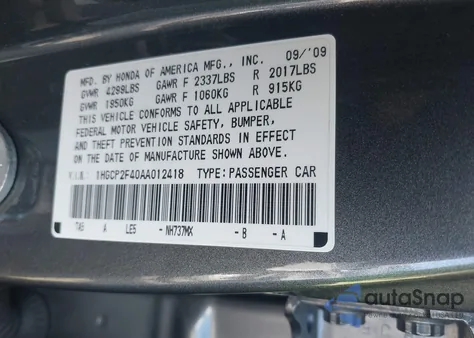 MFD. BY HONDA OF AMERICA MFG., INC. 09/'09
GVWR 4299LBS GAWR F 2337LBS R 2017LBS
GVWR 1950KG GAWR F 1060KG R 915KG
THIS VEHICLE CONFORMS TO ALL APPLICABLE
FEDERAL MOTOR VEHICLE SAFETY, BUMPER,
AND THEFT PREVENTION STANDARDS IN EFFECT
ON THE DATE OF MANUFACTURE SHOWN ABOVE.
V.I.N. 1HGCP2F40AA012418 TYPE:PASSENGER CAR
A LE5 -NH737MX -B -A
autoSnap